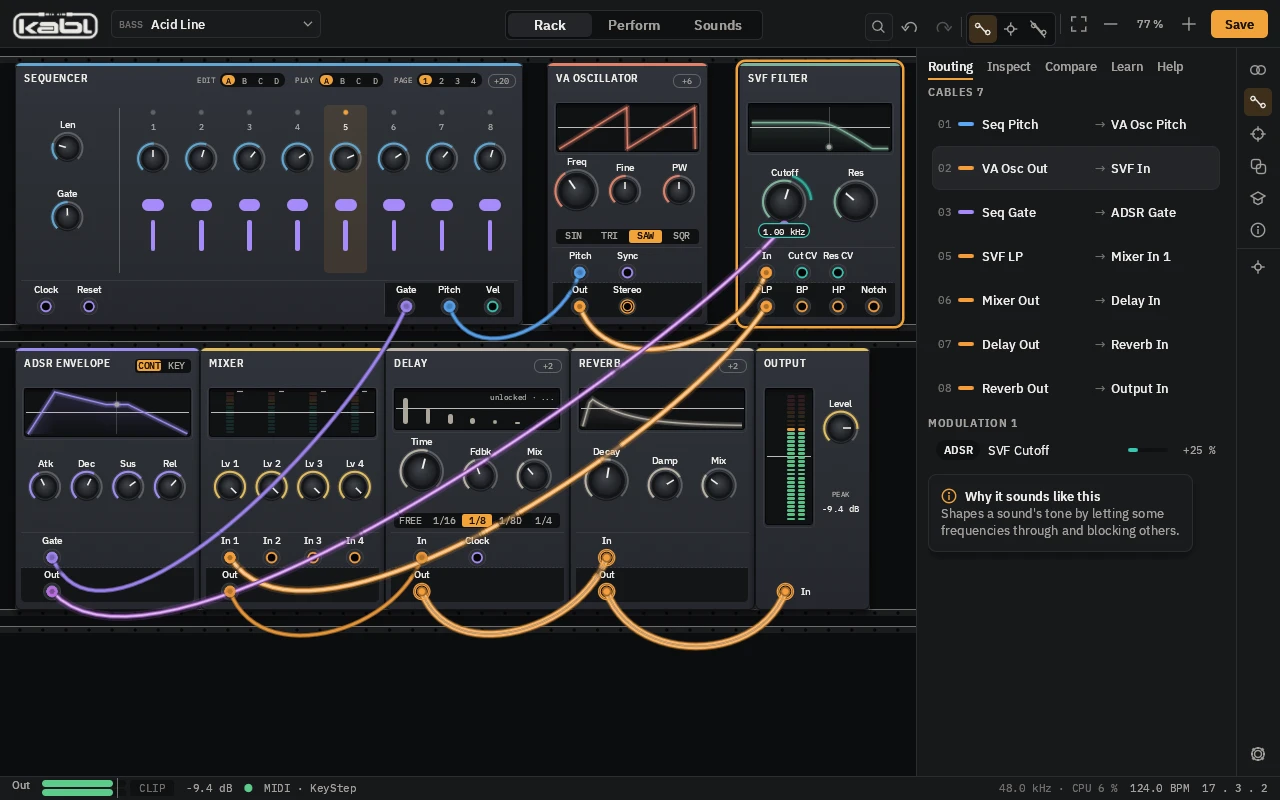 kabl
BASS Acid Line
Rack Perform Sounds
77 %
Save
SEQUENCER
EDIT A B C D PLAY A B C D PAGE 1 2 3 4 +20
Len
1 2 3 4 5 6 7 8
Gate
Clock Reset
Gate Pitch Vel
VA OSCILLATOR +6
Freq Fine PW
SIN TRI SAW SQR
Pitch Sync
Out Stereo
SVF FILTER
Cutoff Res
1.00 kHz
In Cut CV Res CV
LP BP HP Notch
ADSR ENVELOPE CONT KEY
Atk Dec Sus Rel
Gate
Out
MIXER
Lv 1 Lv 2 Lv 3 Lv 4
In 1 In 2 In 3 In 4
Out
DELAY +2
unlocked · ...
Time Fdbk Mix
FREE 1/16 1/8 1/8D 1/4
In Clock
Out
REVERB +2
Decay Damp Mix
In
Out
OUTPUT
Level
PEAK
-9.4 dB
In
Routing Inspect Compare Learn Help
CABLES 7
01 Seq Pitch → VA Osc Pitch
02 VA Osc Out → SVF In
03 Seq Gate → ADSR Gate
05 SVF LP → Mixer In 1
06 Mixer Out → Delay In
07 Delay Out → Reverb In
08 Reverb Out → Output In
MODULATION 1
ADSR SVF Cutoff +25 %
Why it sounds like this
Shapes a sound's tone by letting some
frequencies through and blocking others.
Out CLIP -9.4 dB MIDI · KeyStep
48.0 kHz · CPU 6 % 124.0 BPM 17 . 3 . 2